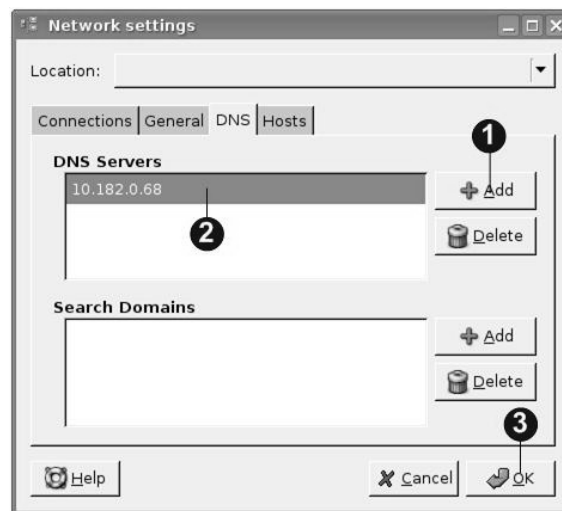 Network settings
Location:
Connections General DNS Hosts
1
DNS Servers
10.182.0.68
Add
2
Delete
Search Domains
Add
Delete
3
Help
Cancel
OK